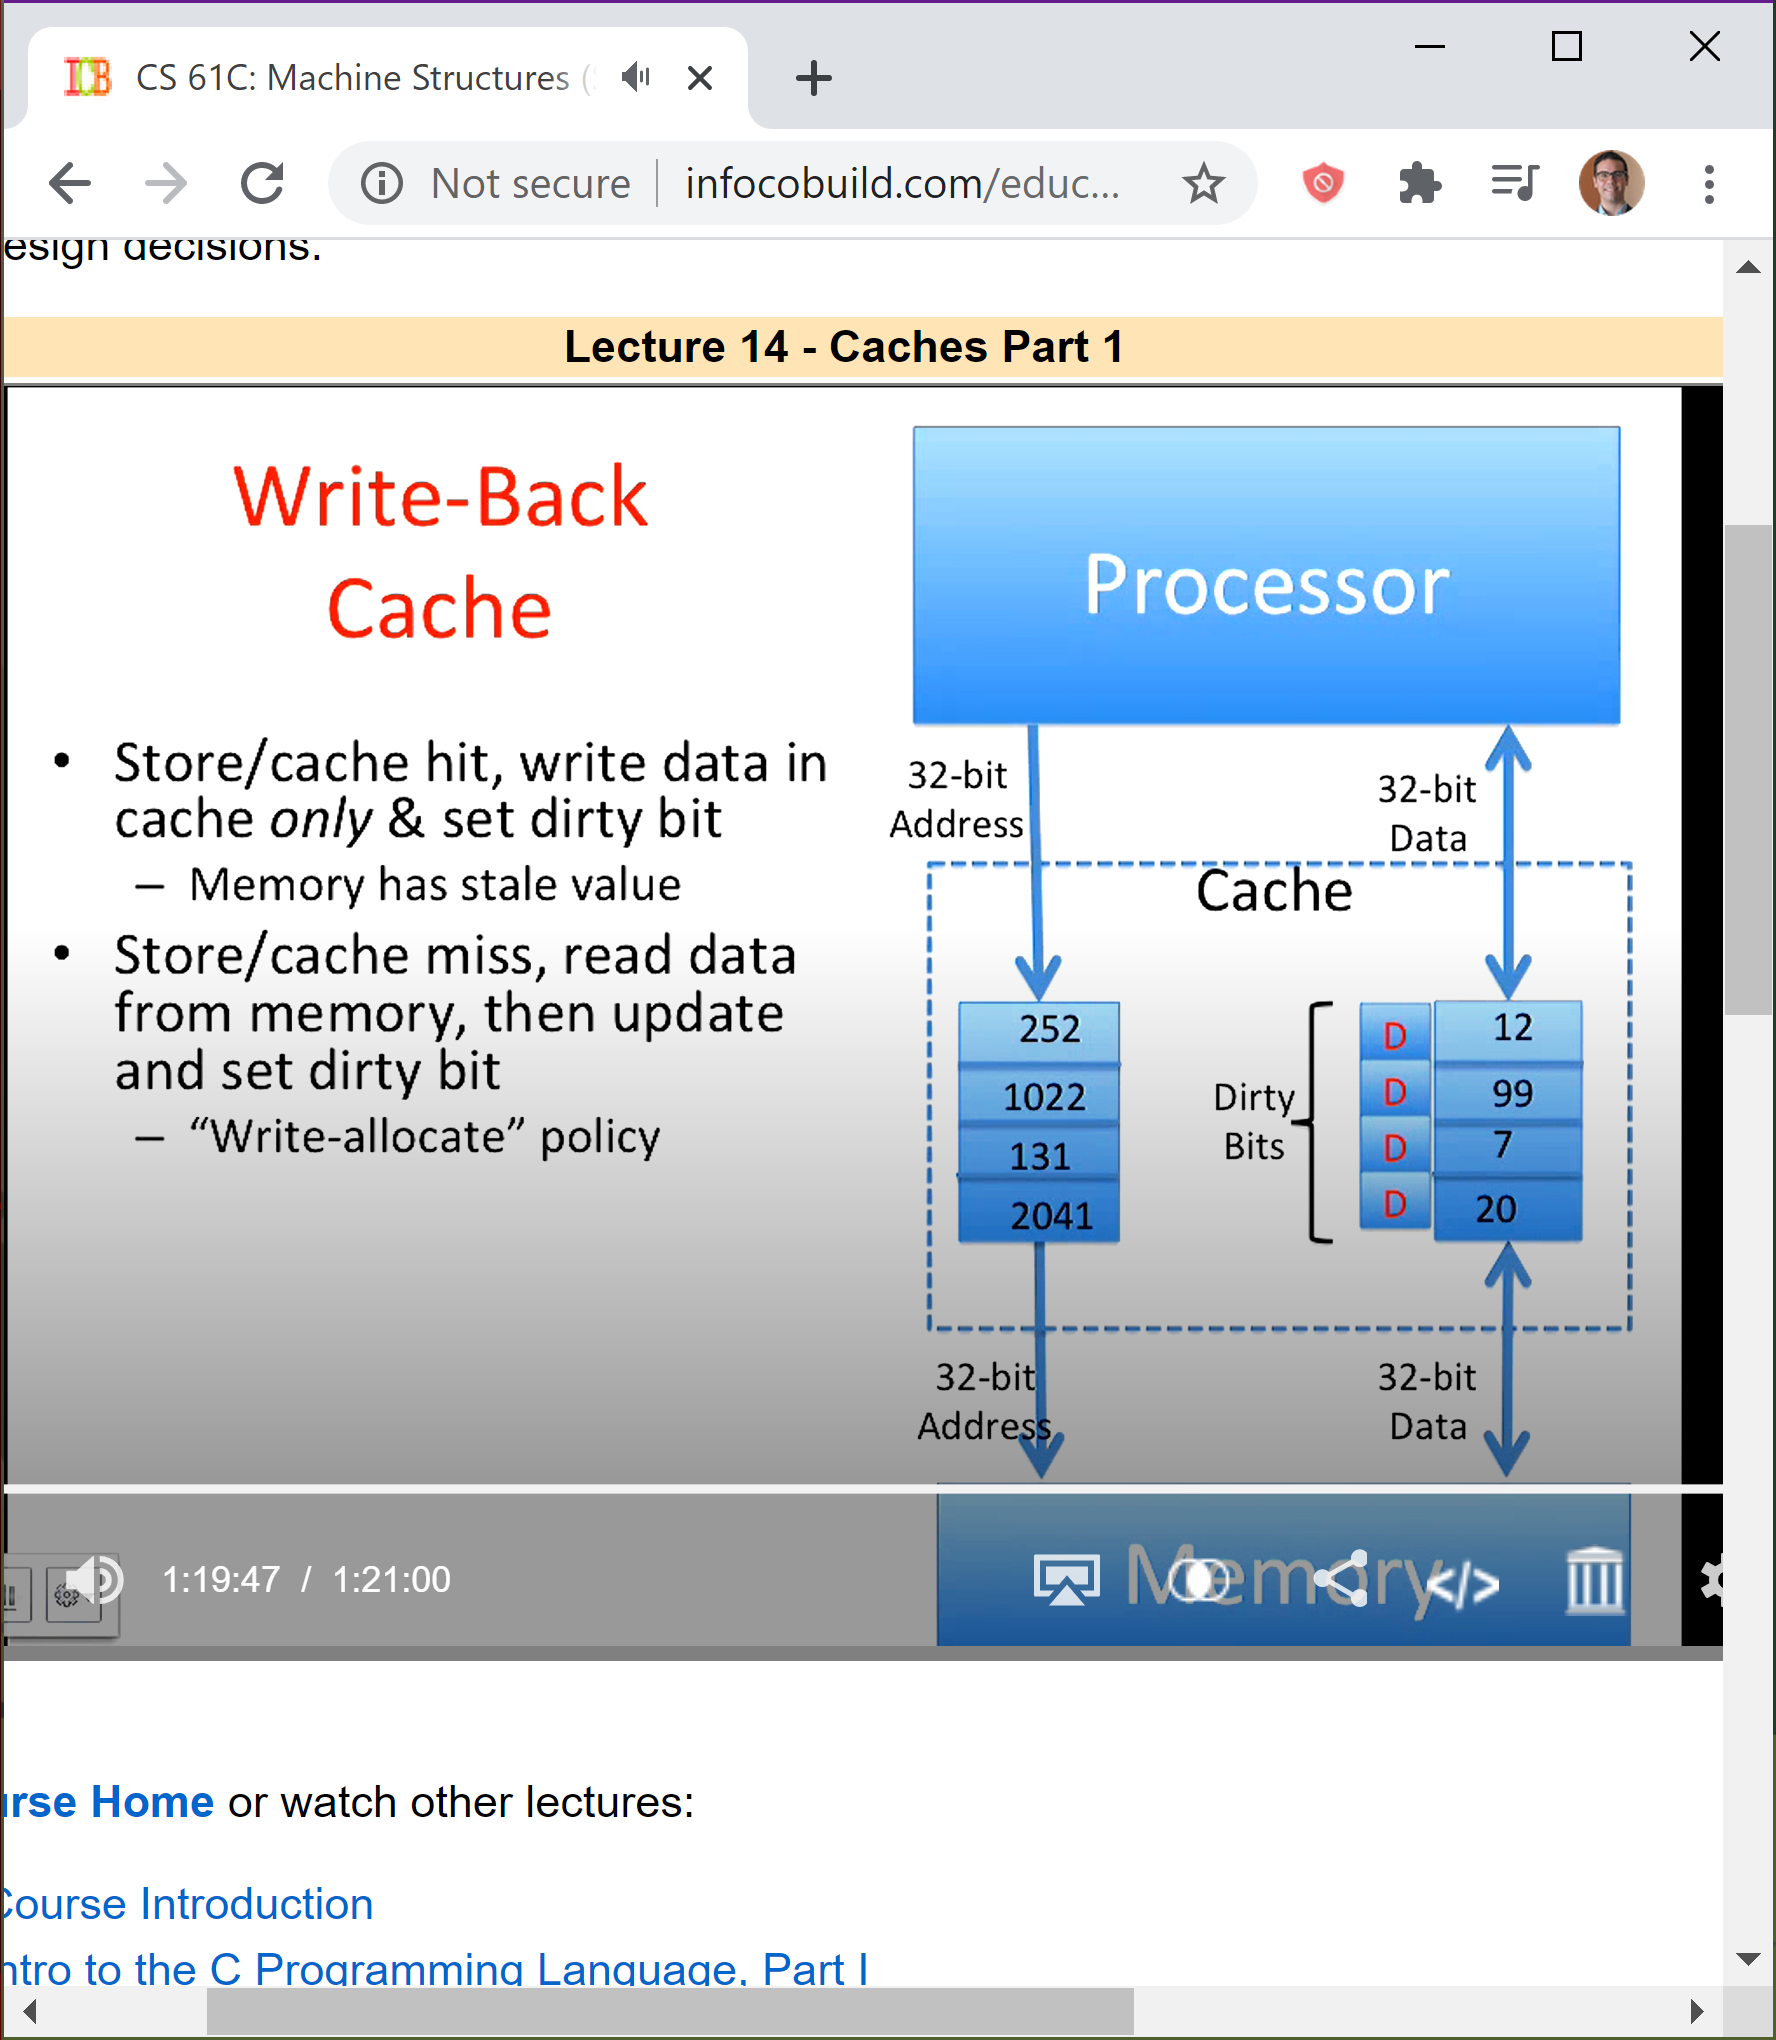 CS 61C: Machine Structures (
Not secure
infocobuild.com/educ...
esign decisions.
Lecture 14 - Caches Part 1
Write-Back
Cache
• Store/cache hit, write data in
cache only & set dirty bit
– Memory has stale value
• Store/cache miss, read data
from memory, then update
and set dirty bit
– “Write-allocate” policy
Processor
32-bit
Address
32-bit
Data
Cache
252
1022
131
2041
Dirty
Bits
D 12
D 99
D 7
D 20
32-bit
Address
32-bit
Data
Memory
1:19:47 / 1:21:00
</>
urse Home or watch other lectures:
Course Introduction
ntro to the C Programming Language, Part I